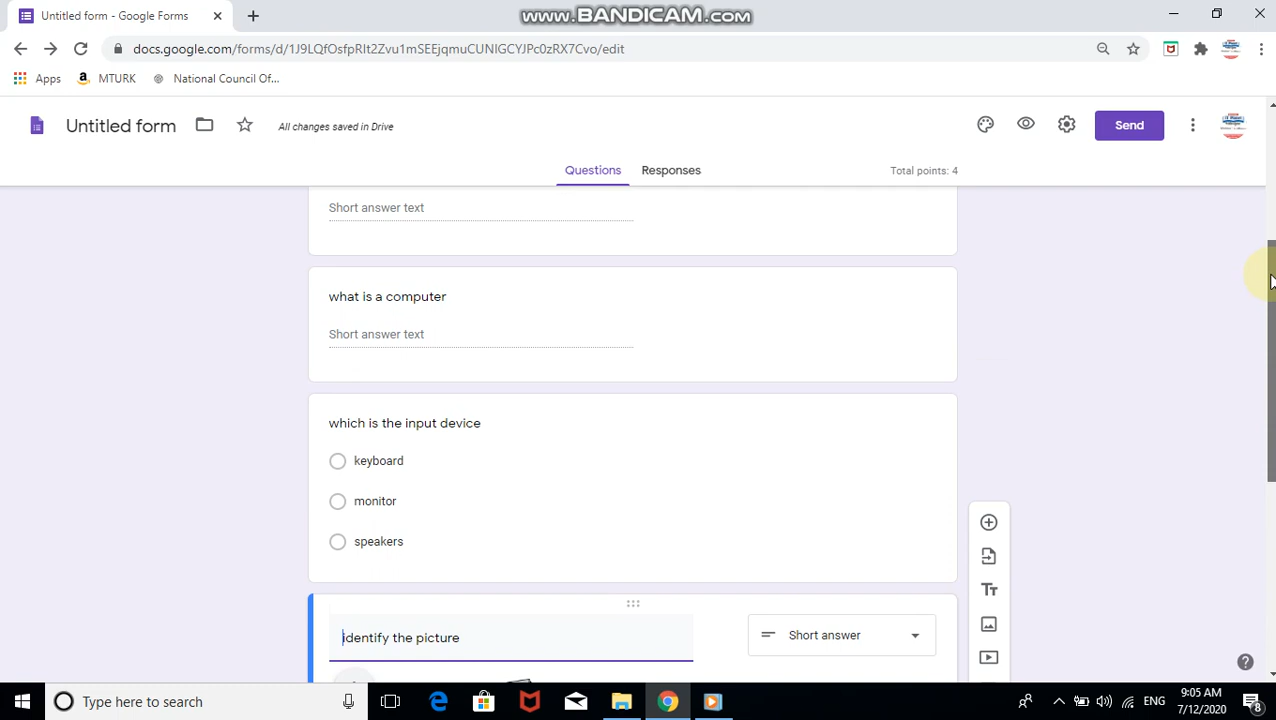 Untitled form - Google Forms
www.BANDICAM.com
docs.google.com/forms/d/1J9LQfOsfpRIt2Zvu1mSEEjqmuCUNIGCYJPc0zRX7Cvo/edit
Apps
MTURK
National Council Of...
Untitled form
All changes saved in Drive
Send
Questions
Responses
Total points: 4
Short answer text
what is a computer
Short answer text
which is the input device
keyboard
monitor
speakers
identify the picture
Short answer
Type here to search
ENG
9:05 AM
7/12/2020
8